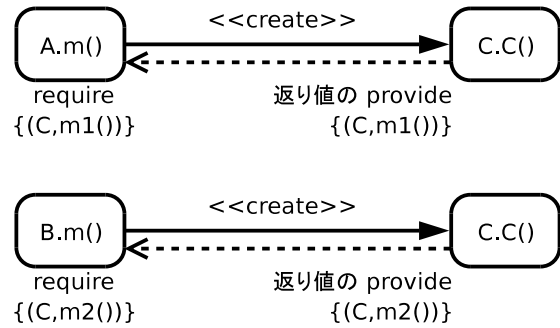 <<create>>
A.m()
C.C()
require
{(C,m1())}
返り値の provide
{(C,m1())}
<<create>>
B.m()
C.C()
require
{(C,m2())}
返り値の provide
{(C,m2())}